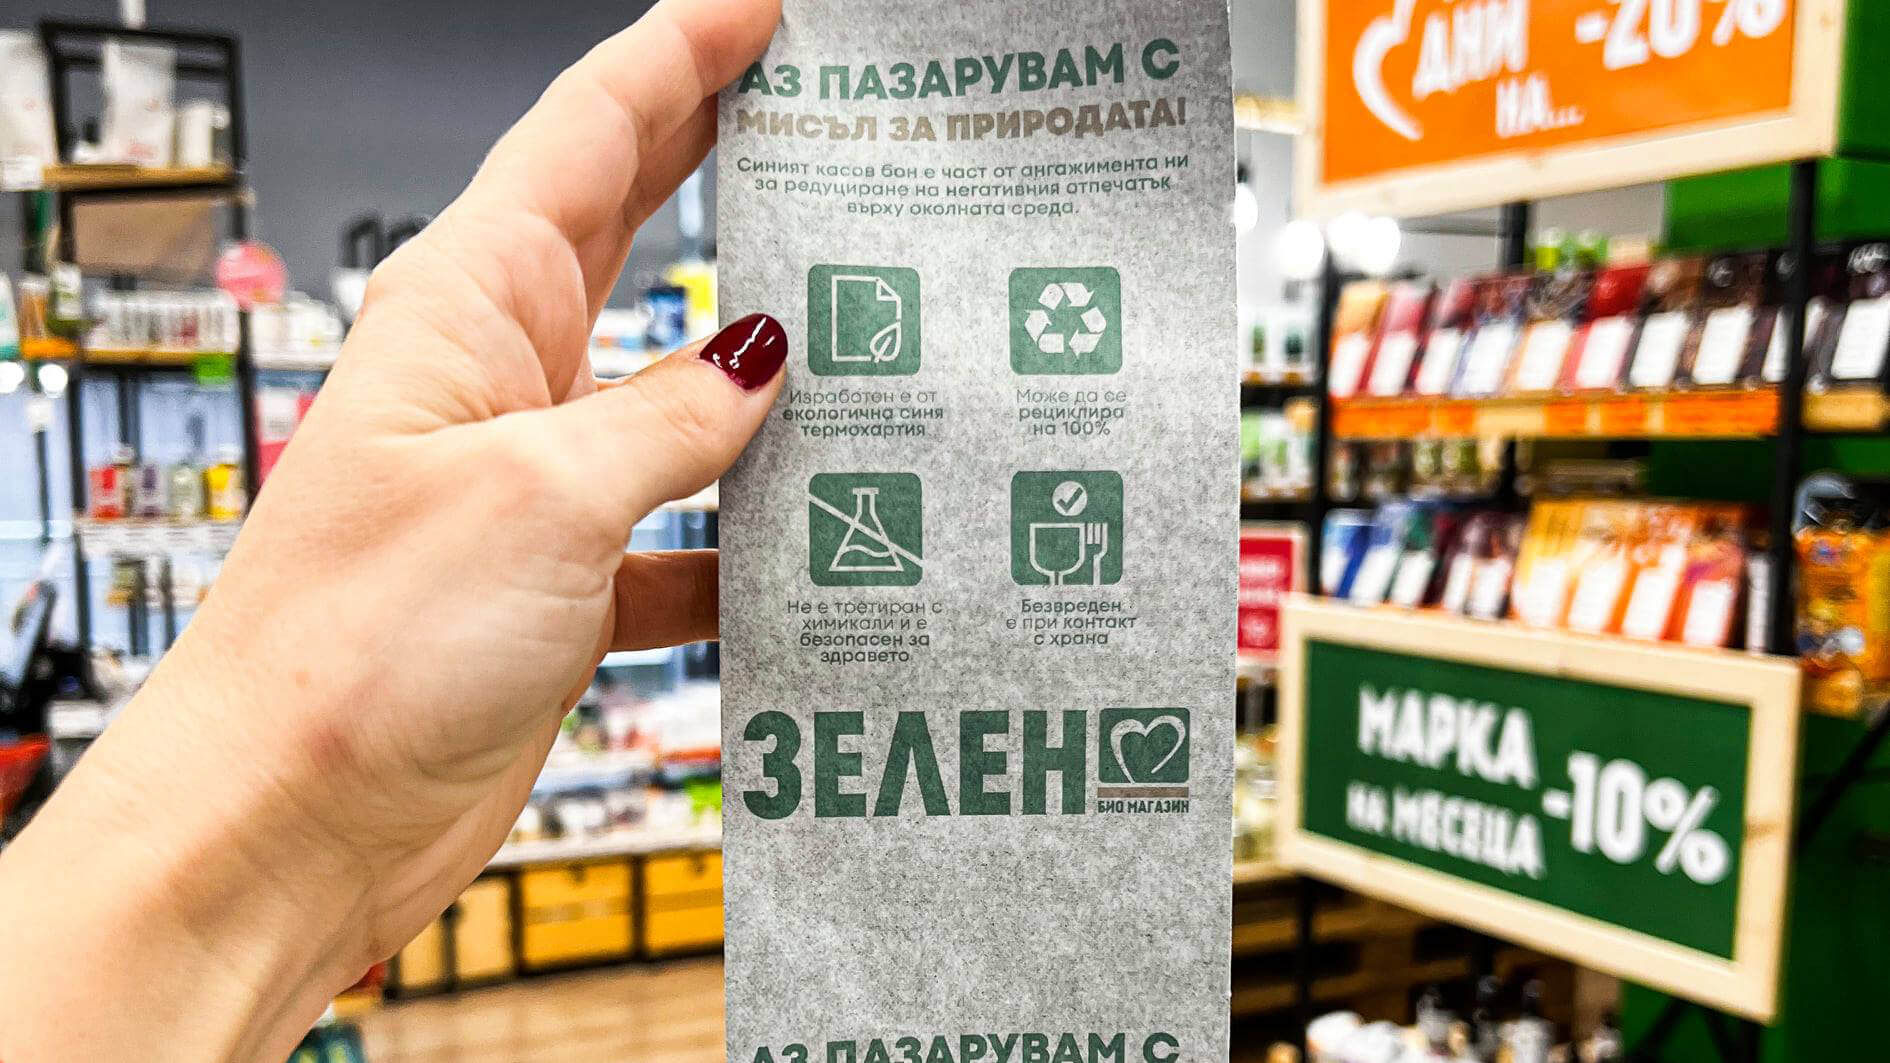 АЗ ПАЗАРУВАМ С
МИСЪЛ ЗА ПРИРОДАТА!
Синият касов бон е част от ангажимента ни
за редуциране на негативния отпечатък
върху околната среда.
Изработен е от
екологична синя
термохартия
Може да се
рециклира
на 100%
Не е третиран с
химикали и е
безопасен за
здравето
Безвреден
е при контакт
с храна
ЗЕЛЕН
БИО МАГАЗИН
АЗ ПАЗАРУВАМ С
ДНИ -20%
НА...
МАРКА
НА МЕСЕЦА -10%